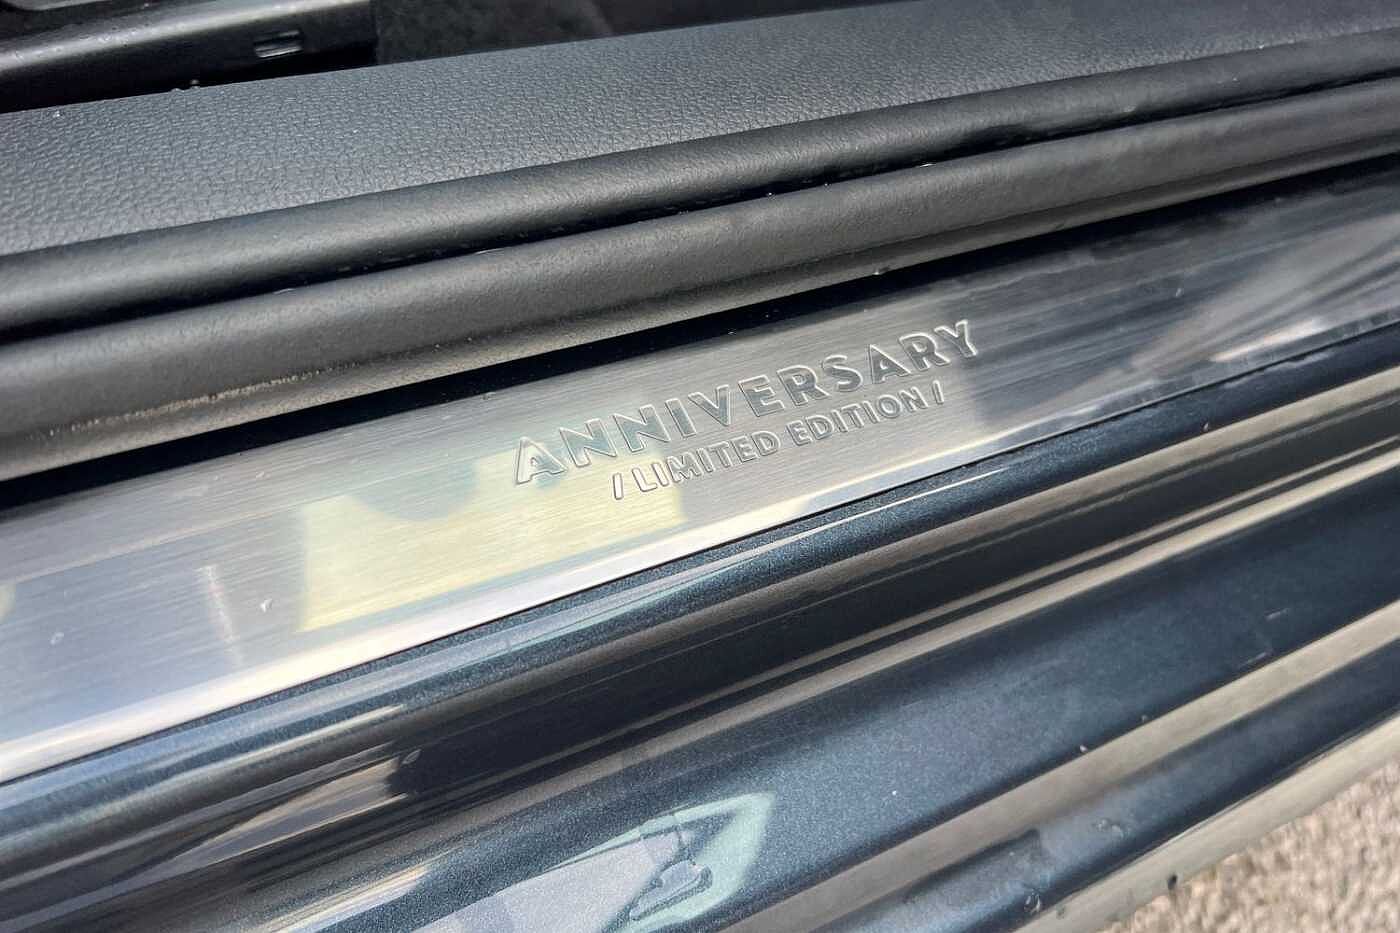 ANNIVERSARY
/ LIMITED EDITION /